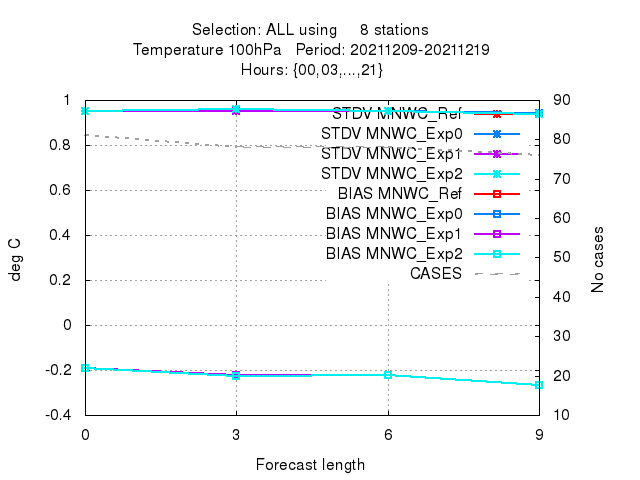 Selection: ALL using     8 stations
Temperature 100hPa   Period: 20211209-20211219
Hours: {00,03,...,21}
1
0.8
0.6
0.4
0.2
0
-0.2
-0.4
deg C
90
80
70
60
50
40
30
20
10
No cases
STDV MNWC_Ref
STDV MNWC_Exp0
STDV MNWC_Exp1
STDV MNWC_Exp2
BIAS MNWC_Ref
BIAS MNWC_Exp0
BIAS MNWC_Exp1
BIAS MNWC_Exp2
CASES
0 3 6 9
Forecast length